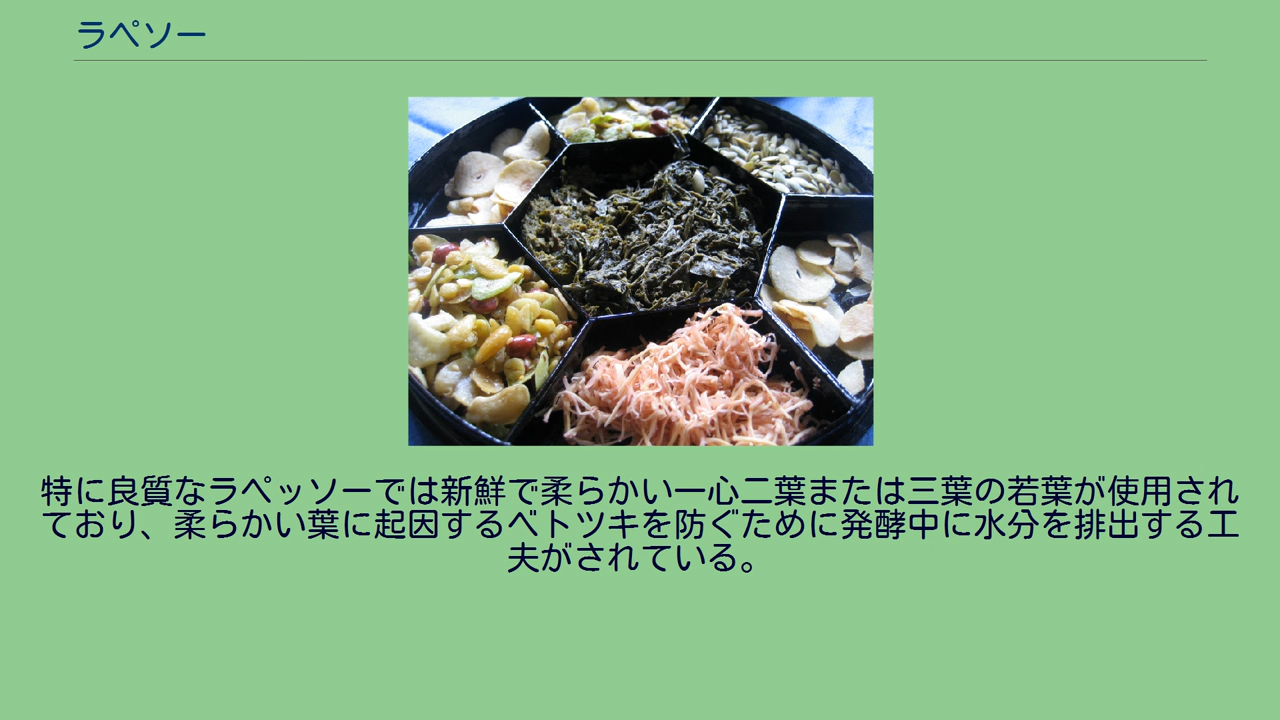 ラペソー
特に良質なラペッソーでは新鮮で柔らかい一心二葉または三葉の若葉が使用され
ており、柔らかい葉に起因するベトツキを防ぐために発酵中に水分を排出する工
夫がされている。